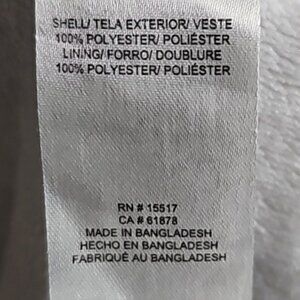 SHELL/ TELA EXTERIOR/ VESTE
100% POLYESTER/ POLIÉSTER
LINING/ FORRO/ DOUBLURE
100% POLYESTER/ POLIÉSTER
RN # 15517
CA # 61878
MADE IN BANGLADESH
HECHO EN BANGLADESH
FABRIQUÉ AU BANGLADESH